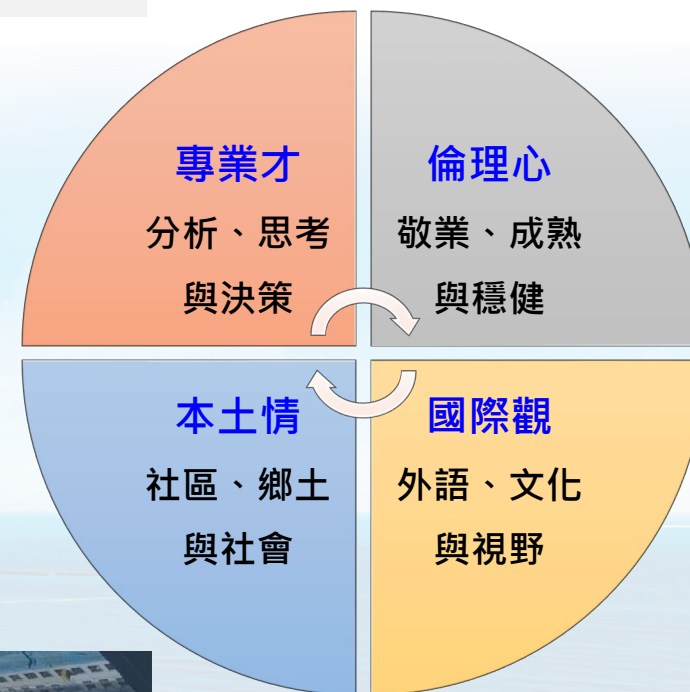 專業才
分析、思考
與決策
倫理心
敬業、成熟
與穩健
本土情
社區、鄉土
與社會
國際觀
外語、文化
與視野